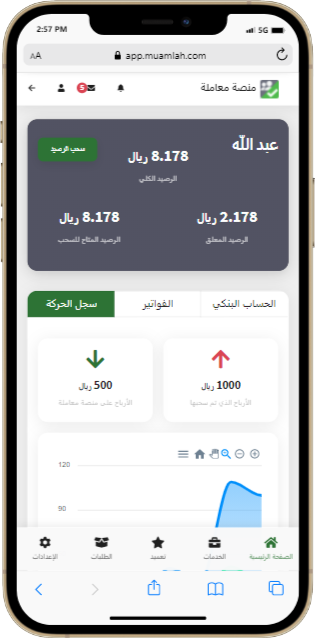 2:57 PM
5G
AA
app.muamlah.com
منصة معاملة
5
عبد اللّه
8.178 ريال
الرصيد الكلي
سحب الرصيد
2.178 ريال
8.178 ريال
الرصيد المعلق
الرصيد المتاح للسحب
الحساب البنكي
الفواتير
سجل الحركة
1000 ريال
500 ريال
الأرباح الذي تم سحبها
الأرباح على منصة معاملة
120
90
الصفحة الرئيسية
الخدمات
تعميد
الطلبات
الإعدادات